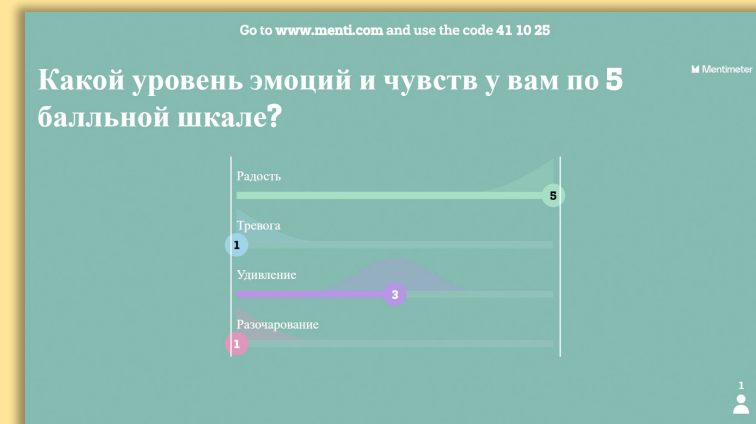 Go to www.menti.com and use the code 41 10 25
Mentimeter
Какой уровень эмоций и чувств у вам по 5
балльной шкале?
Радость
5
Тревога
1
Удивление
3
Разочарование
1
1